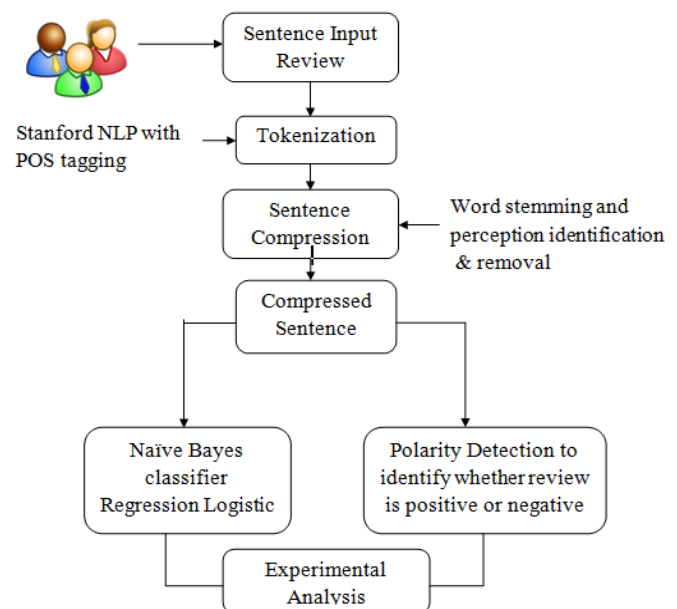 Sentence Input
Review
Stanford NLP with
POS tagging
Tokenization
Sentence
Compression
Word stemming and
perception identification
& removal
Compressed
Sentence
Naïve Bayes
classifier
Regression Logistic
Polarity Detection to
identify whether review
is positive or negative
Experimental
Analysis